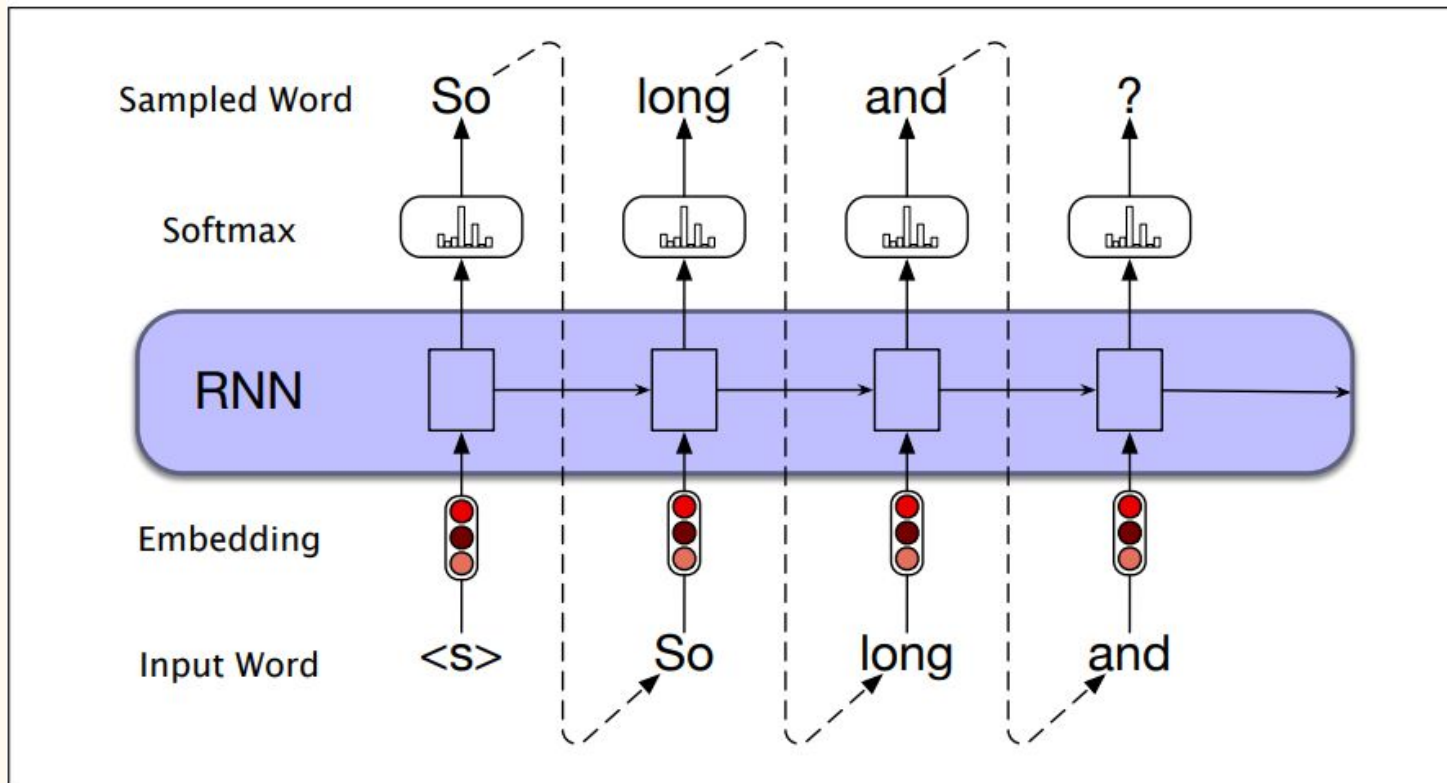 Sampled Word So long and ?
Softmax
RNN
Embedding
Input Word <s> So long and